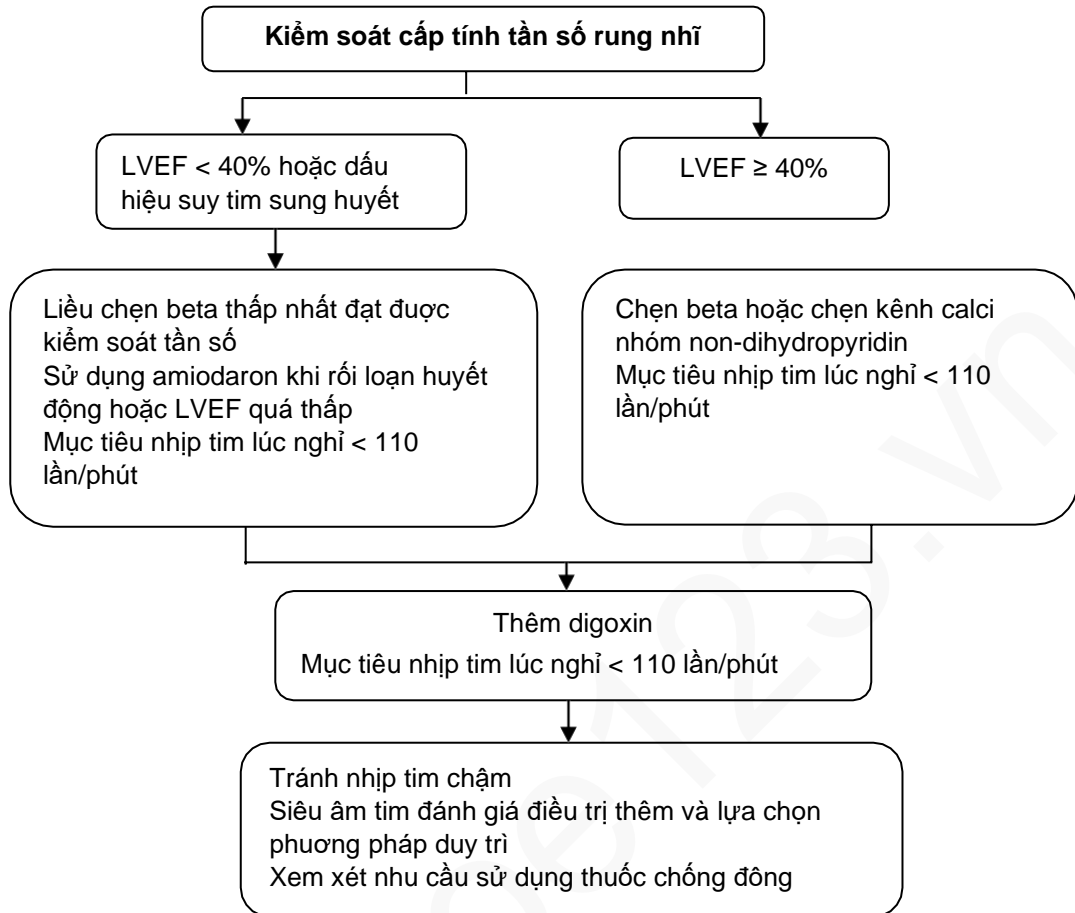 Kiểm soát cấp tính tần số rung nhĩ
LVEF < 40% hoặc dấu
hiệu suy tim sung huyết
LVEF ≥ 40%
Liều chẹn beta thấp nhất đạt đuợc
kiểm soát tần số
Sử dụng amiodaron khi rối loạn huyết
động hoặc LVEF quá thấp
Mục tiêu nhịp tim lúc nghỉ < 110
lần/phút
Chẹn beta hoặc chẹn kênh calci
nhóm non-dihydropyridin
Mục tiêu nhịp tim lúc nghỉ < 110
lần/phút
Thêm digoxin
Mục tiêu nhịp tim lúc nghỉ < 110 lần/phút
Tránh nhịp tim chậm
Siêu âm tim đánh giá điều trị thêm và lựa chọn
phuơng pháp duy trì
Xem xét nhu cầu sử dụng thuốc chống đông